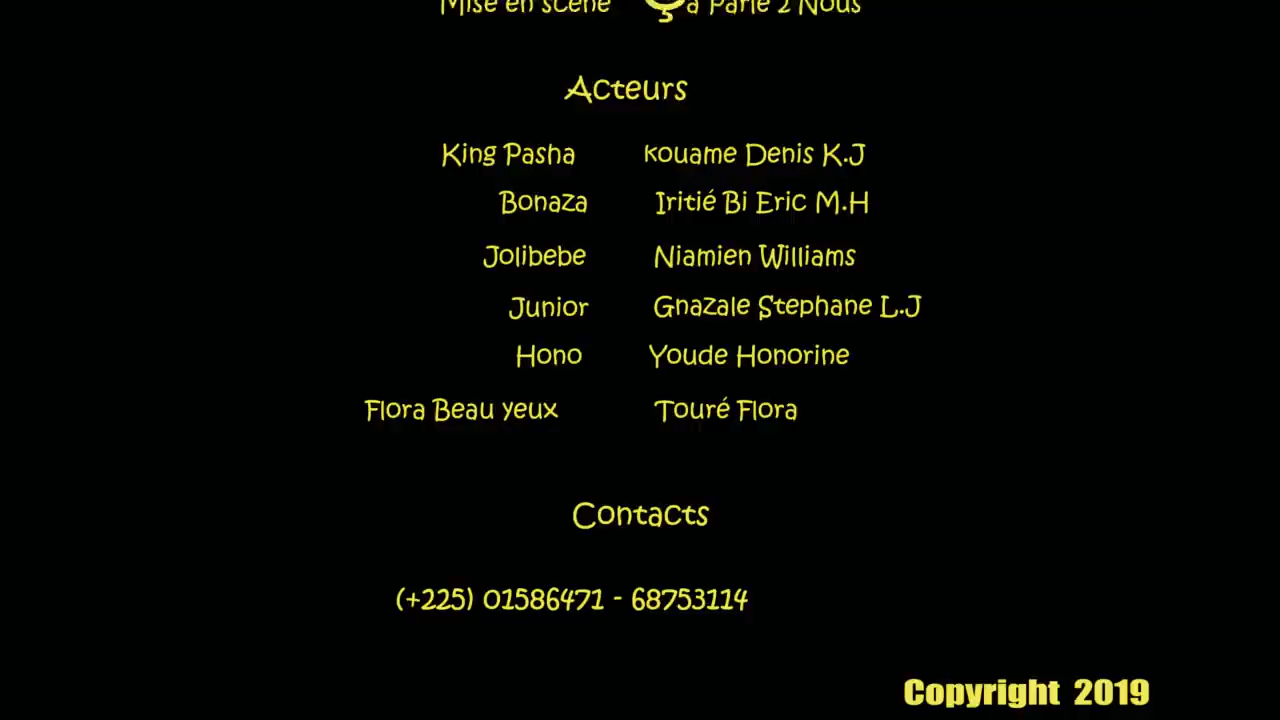 Mise en scène Ça Parle 2 Nous
Acteurs
King Pasha kouame Denis K.J
Bonaza Iritié Bi Eric M.H
Jolibebe Niamien Williams
Junior Gnazale Stephane L.J
Hono Youde Honorine
Flora Beau yeux Touré Flora
Contacts
(+225) 01586471 - 68753114
Copyright 2019